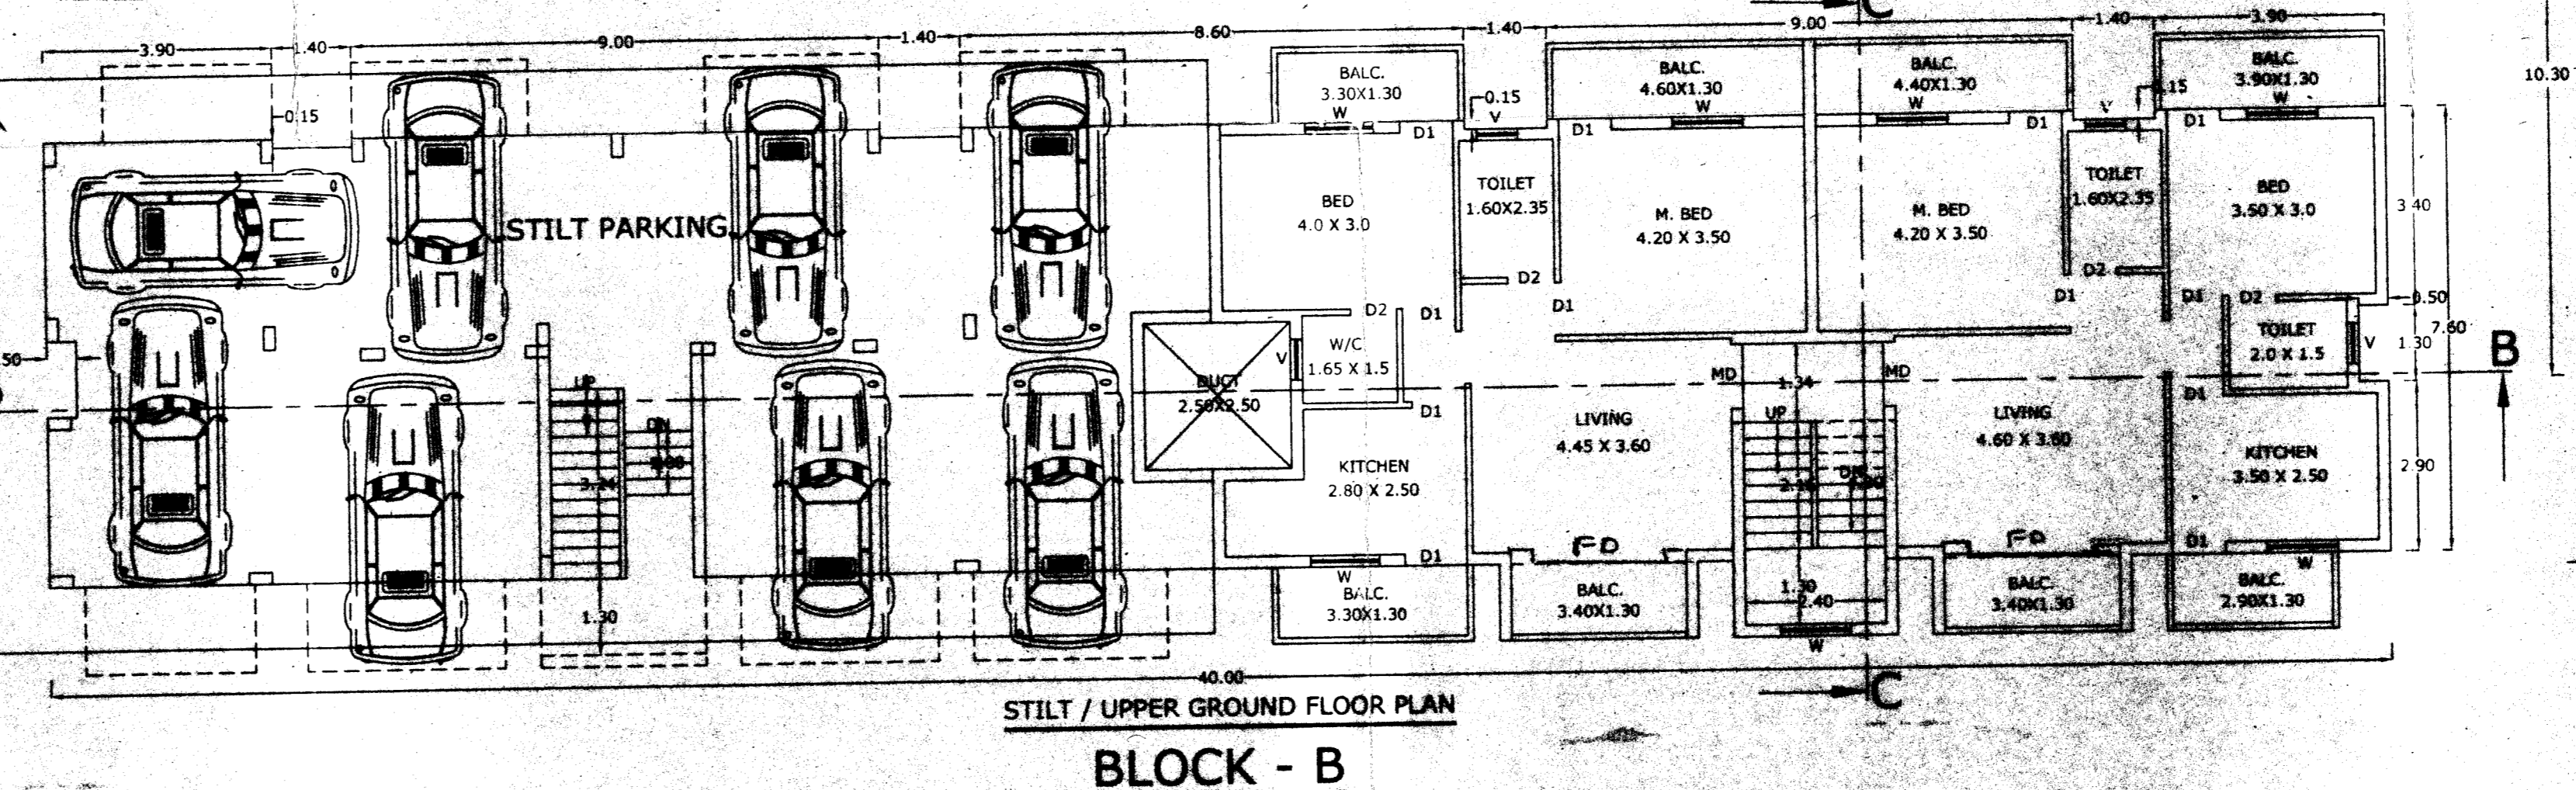 C
3.90
1.40
9.00
1.40
8.60
1.40
9.00
1.40
3.90
10.30
0.15
BALC.
3.30X1.30
W
D1
0.15
V
BALC.
4.60X1.30
W
D1
BALC.
4.40X1.30
W
D1
V
BALC.
3.90X1.30
W
D1
STILT PARKING
BED
4.0 X 3.0
TOILET
1.60X2.35
D2
M. BED
4.20 X 3.50
D1
M. BED
4.20 X 3.50
D1
TOILET
1.60X2.35
D2
BED
3.50 X 3.0
3.40
D1
D2
0.50
D2
D1
W/C
1.65 X 1.5
V
DUCT
2.50X2.50
TOILET
2.0 X 1.5
V
1.30
7.60
B
50
UP
DN
3.24
MD
1.34
MD
D1
D1
LIVING
4.45 X 3.60
UP
DN
LIVING
4.60 X 3.60
KITCHEN
2.80 X 2.50
KITCHEN
3.50 X 2.50
2.90
D1
FD
FD
D1
W
W
BALC.
3.30X1.30
BALC.
3.40X1.30
1.30
2.40
W
BALC.
3.40X1.30
BALC.
2.90X1.30
1.30
40.00
C
STILT / UPPER GROUND FLOOR PLAN
BLOCK - B